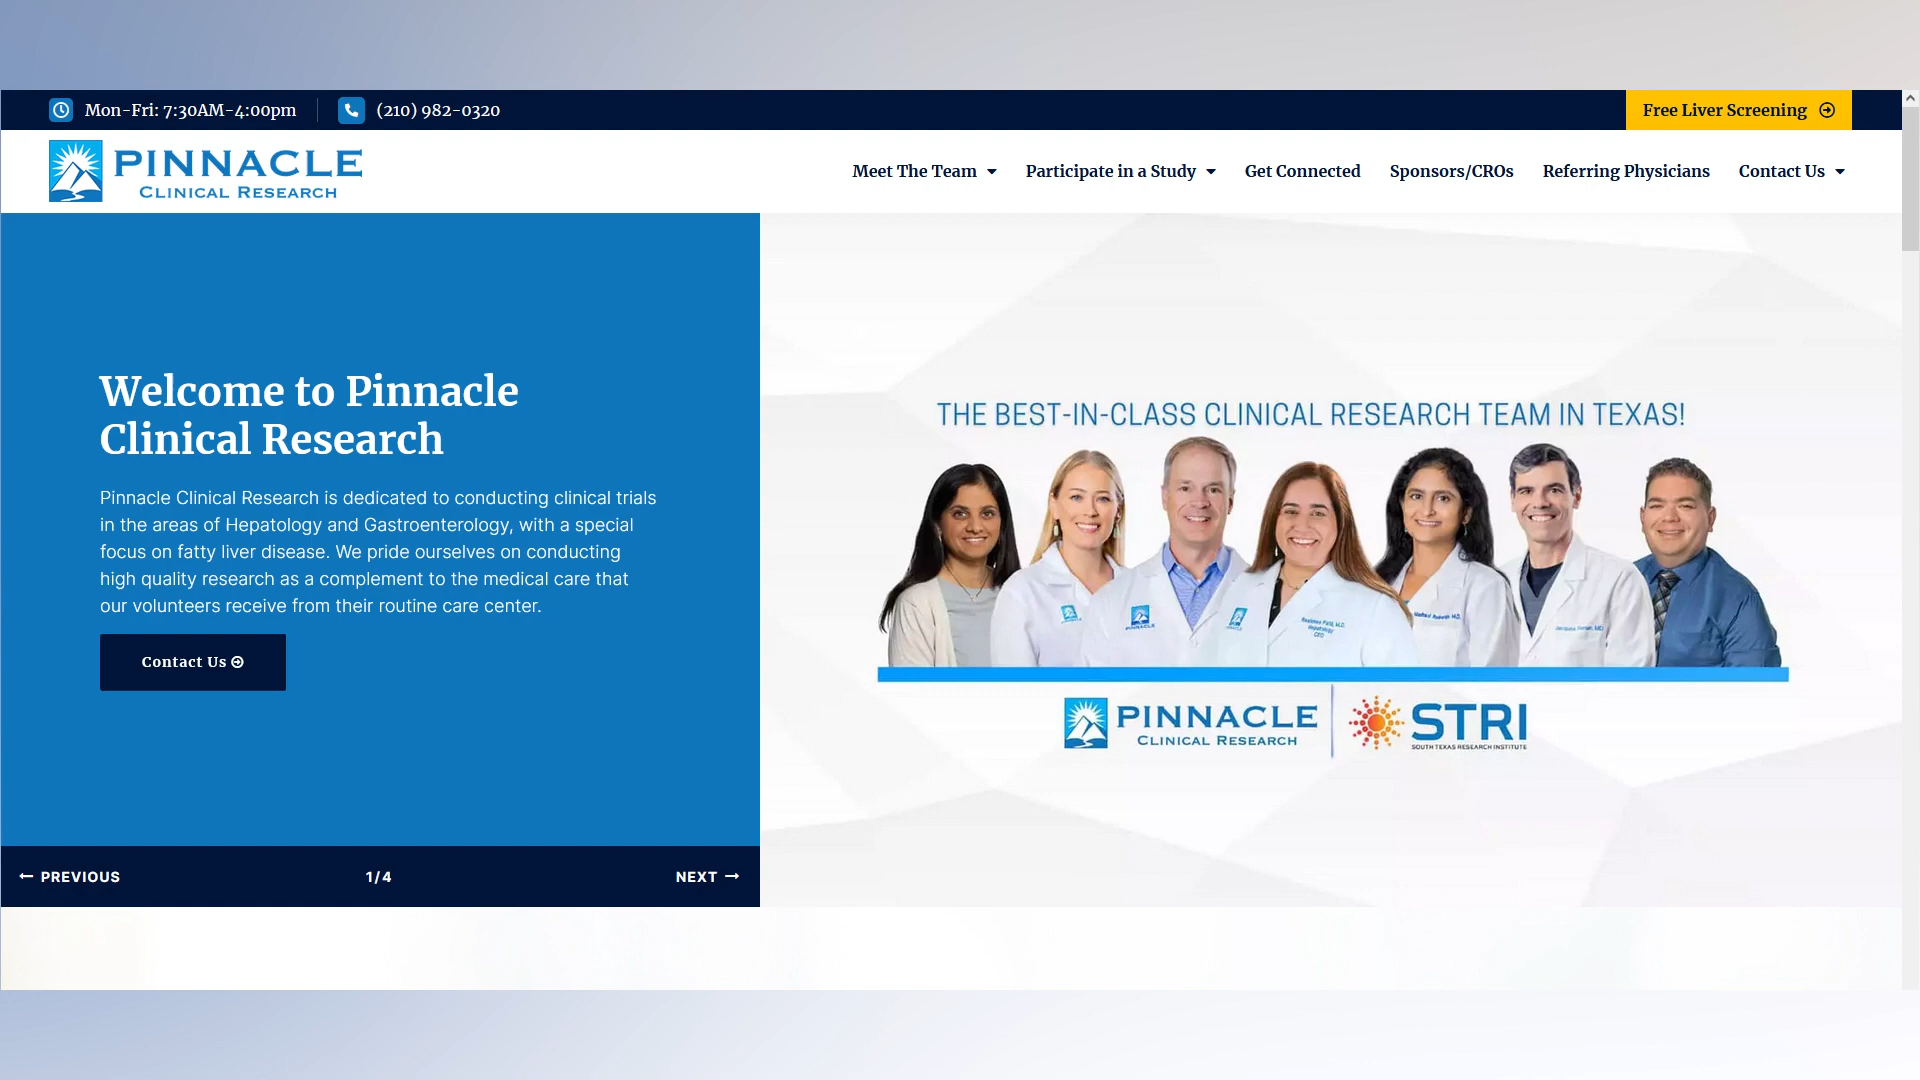 Mon-Fri: 7:30AM-4:00pm
(210) 982-0320
Free Liver Screening
PINNACLE
CLINICAL RESEARCH
Meet The Team
Participate in a Study
Get Connected
Sponsors/CROs
Referring Physicians
Contact Us
Welcome to Pinnacle
Clinical Research
Pinnacle Clinical Research is dedicated to conducting clinical trials
in the areas of Hepatology and Gastroenterology, with a special
focus on fatty liver disease. We pride ourselves on conducting
high quality research as a complement to the medical care that
our volunteers receive from their routine care center.
Contact Us
PREVIOUS
1/4
NEXT
THE BEST-IN-CLASS CLINICAL RESEARCH TEAM IN TEXAS!
PINNACLE
CLINICAL RESEARCH
STRI
SOUTH TEXAS RESEARCH INSTITUTE